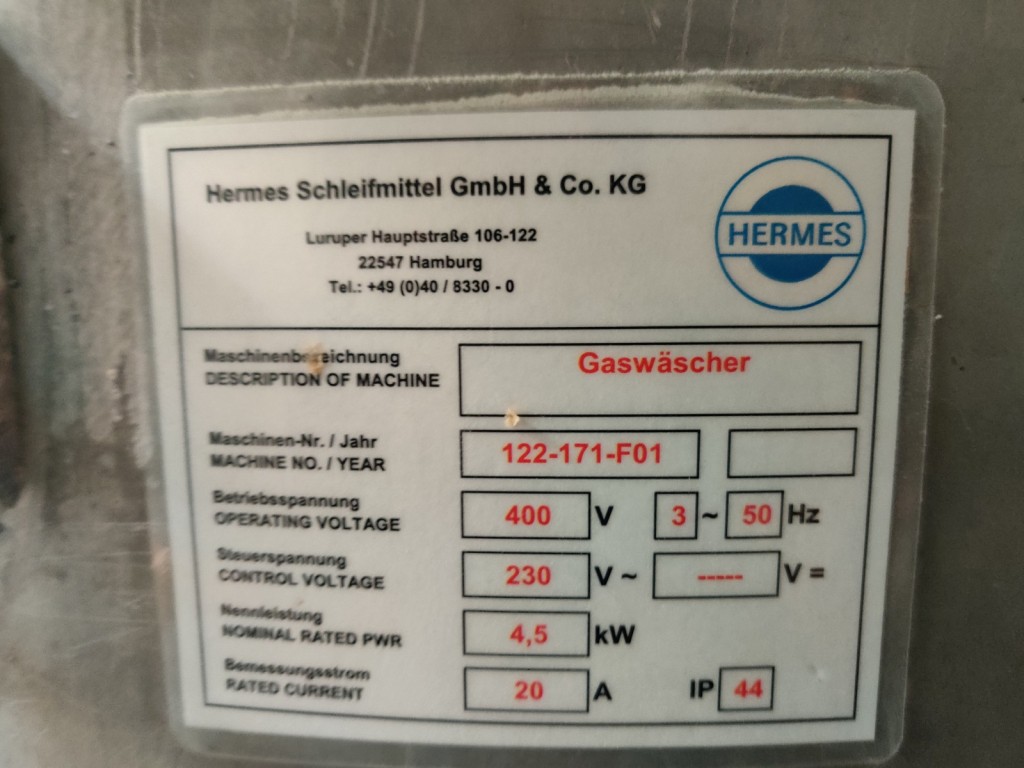 Hermes Schleifmittel GmbH & Co. KG
Luruper Hauptstraße 106-122
22547 Hamburg
Tel.: +49 (0)40 / 8330 - 0
HERMES
Maschinenbezeichnung
DESCRIPTION OF MACHINE
Gaswäscher
Maschinen-Nr. / Jahr
MACHINE NO. / YEAR
122-171-F01
Betriebsspannung
OPERATING VOLTAGE
400 V 3 ~ 50 Hz
Steuerspannung
CONTROL VOLTAGE
230 V ~ ----- V =
Nennleistung
NOMINAL RATED PWR
4,5 kW
Bemessungsstrom
RATED CURRENT
20 A IP 44